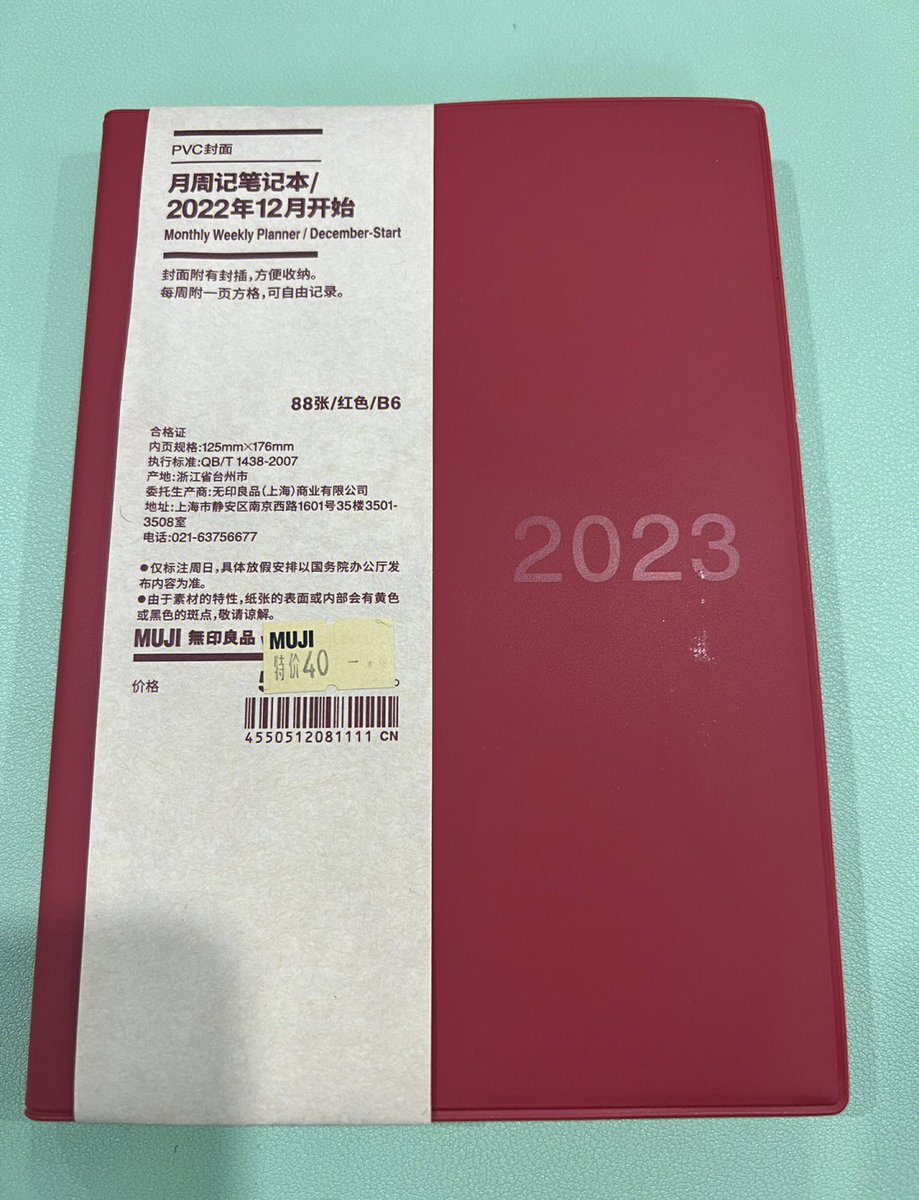 PVC封面
月周记笔记本/
2022年12月开始
Monthly Weekly Planner / December-Start
封面附有封插,方便收纳。
每周附一页方格,可自由记录。
88张/红色/B6
合格证
内页规格:125mm×176mm
执行标准:QB/T 1438-2007
产地:浙江省台州市
委托生产商:无印良品(上海)商业有限公司
地址:上海市静安区南京西路1601号35楼3501-
3508室
电话:021-63756677
●仅标注周日,具体放假安排以国务院办公厅发
布内容为准。
●由于素材的特性,纸张的表面或内部会有黄色
或黑色的斑点,敬请谅解。
MUJI 無印良品
MUJI
特价40
价格
4550512081111 CN
2023